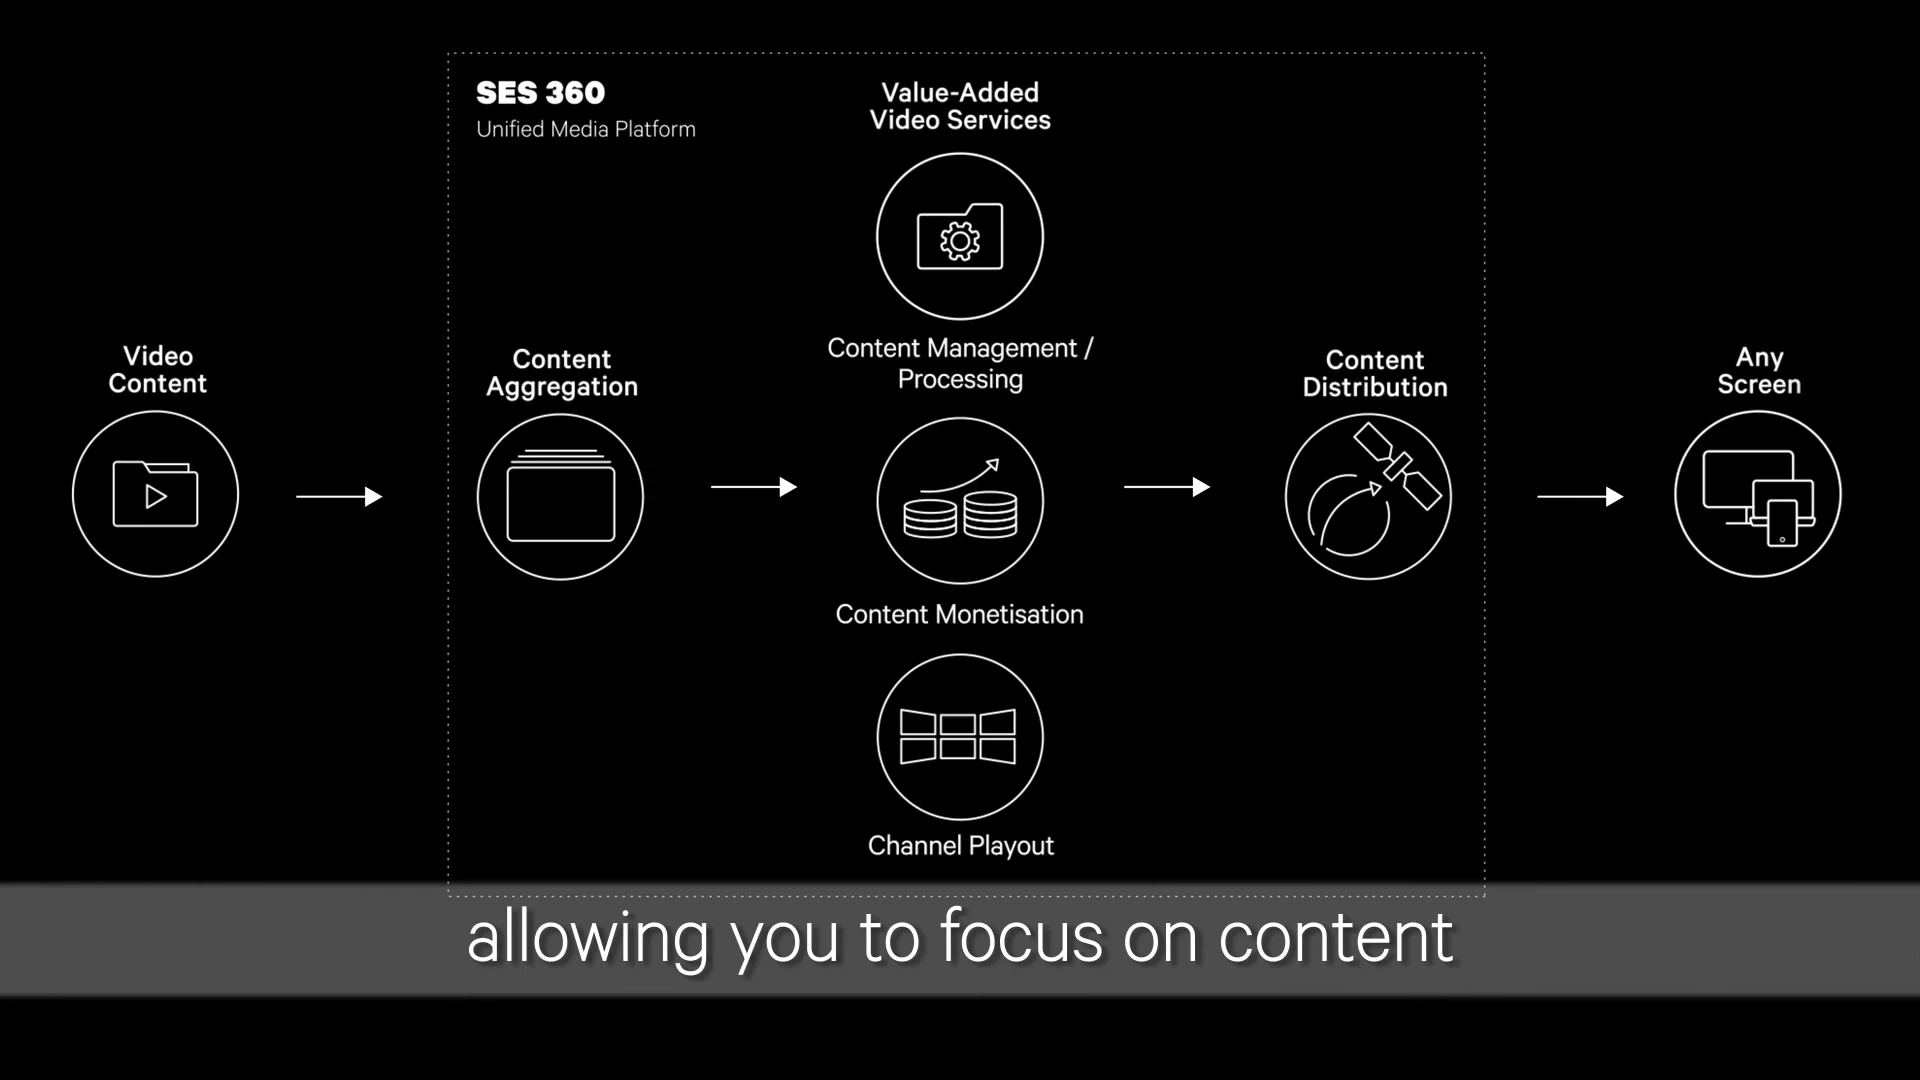 SES 360
Unified Media Platform
Value-Added
Video Services
Content Management /
Processing
Video
Content
Content
Aggregation
Content
Distribution
Any
Screen
Content Monetisation
Channel Playout
allowing you to focus on content